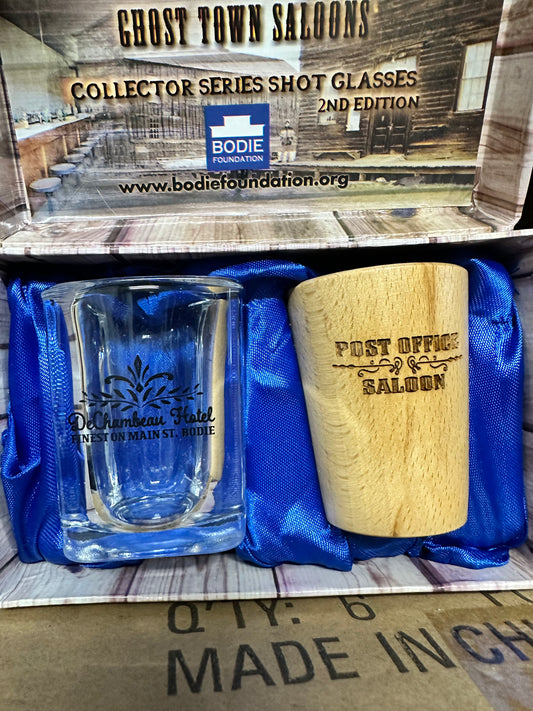 GHOST TOWN SALOONS
COLLECTOR SERIES SHOT GLASSES
2ND EDITION
BODIE
FOUNDATION
www.bodiefoundation.org
DeChambeau Hotel
FINEST ON MAIN ST. BODIE
POST OFFICE
SALOON
Q'TY: 6
MADE IN CHI